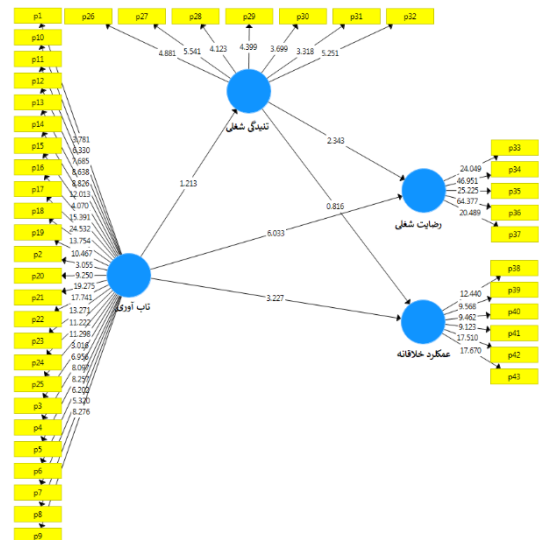 p1
p26
p27
p28
p29
p30
p31
p32
p10
p11
p12
p13
p14
p15
p16
p17
p18
p19
p2
p20
p21
p22
p23
p24
p25
p3
p4
p5
p6
p7
p8
p9
4.881
5.541
4.123
4.399
3.699
3.318
5.251
تنیدگی شغلی
3.781
6.330
7.685
8.638
8.826
12.013
4.070
15.391
24.532
13.754
10.467
3.055
9.250
19.275
17.741
13.271
11.222
11.298
3.016
6.956
8.097
8.257
6.202
5.320
8.276
تاب آوری
1.213
2.343
0.816
6.033
3.227
24.049
46.951
25.225
64.377
20.489
p33
p34
p35
p36
p37
رضایت شغلی
12.440
9.566
9.462
9.123
17.510
17.670
p38
p39
p40
p41
p42
p43
عمکلرد خلاقانه